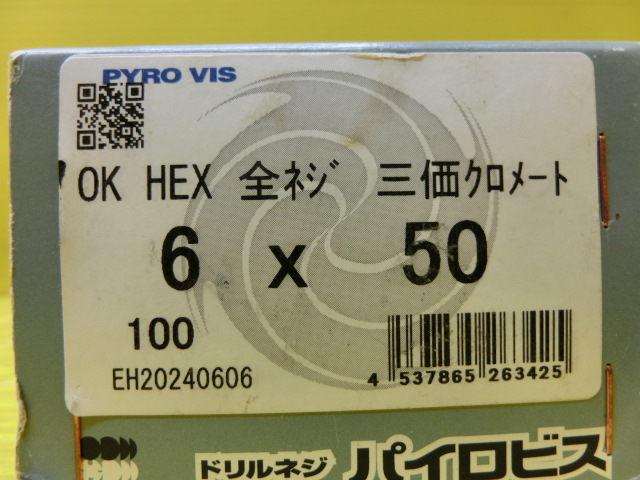 PYRO VIS
OK HEX 全ネジ 三価クロメート
6 x 50
100
EH20240606
4 537865 263425
ドリルネジ パイロビス